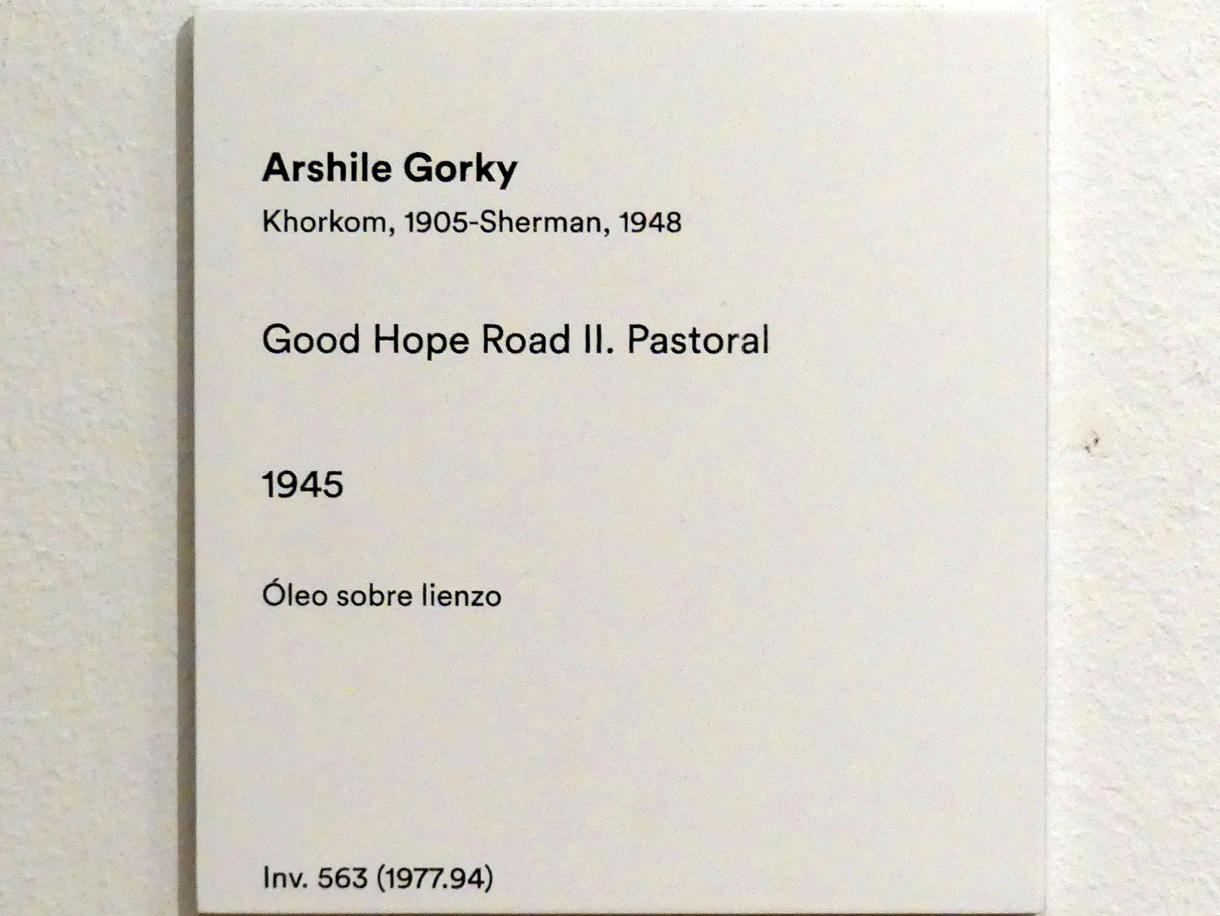 Arshile Gorky
Khorkom, 1905-Sherman, 1948
Good Hope Road II. Pastoral
1945
Óleo sobre lienzo
Inv. 563 (1977.94)